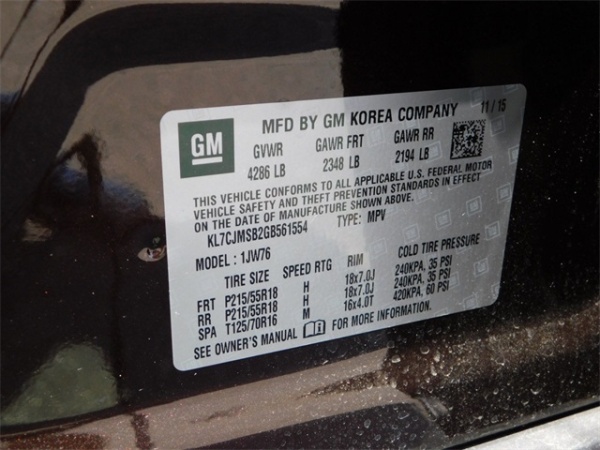 GM
MFD BY GM KOREA COMPANY 11/15
GVWR GAWR FRT GAWR RR
4286 LB 2348 LB 2194 LB
THIS VEHICLE CONFORMS TO ALL APPLICABLE U.S. FEDERAL MOTOR
VEHICLE SAFETY AND THEFT PREVENTION STANDARDS IN EFFECT
ON THE DATE OF MANUFACTURE SHOWN ABOVE.
KL7CJMSB2GB561554 TYPE: MPV
MODEL: 1JW76
TIRE SIZE SPEED RTG RIM COLD TIRE PRESSURE
FRT P215/55R18 H 18x7.0J 240KPA, 35 PSI
RR P215/55R18 H 18x7.0J 240KPA, 35 PSI
SPA T125/70R16 M 16x4.0T 420KPA, 60 PSI
SEE OWNER'S MANUAL FOR MORE INFORMATION.